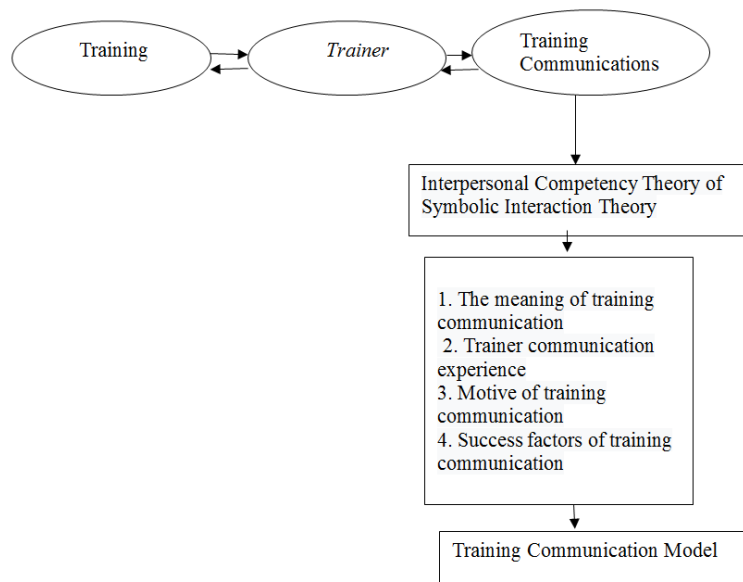 Training
Trainer
Training
Communications
Interpersonal Competency Theory of
Symbolic Interaction Theory
1. The meaning of training
communication
2. Trainer communication
experience
3. Motive of training
communication
4. Success factors of training
communication
Training Communication Model